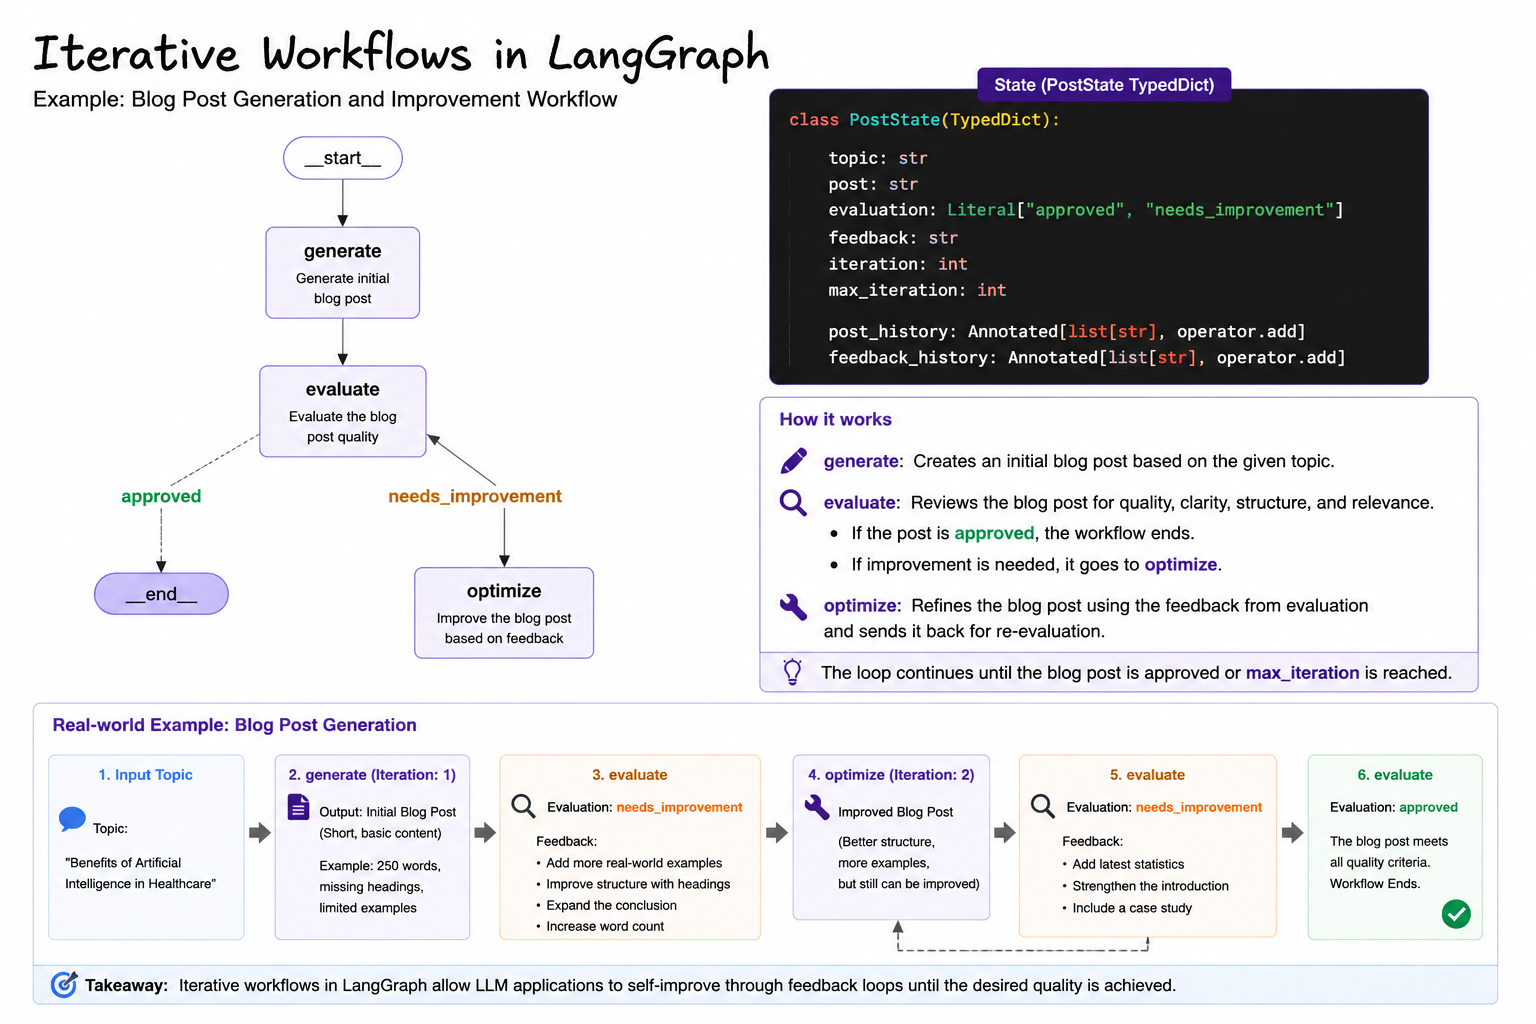 Iterative Workflows in LangGraph
Example: Blog Post Generation and Improvement Workflow
__start__
generate
Generate initial
blog post
evaluate
Evaluate the blog
post quality
approved
needs_improvement
__end__
optimize
Improve the blog post
based on feedback
State (PostState TypedDict)
class PostState(TypedDict):
topic: str
post: str
evaluation: Literal["approved", "needs_improvement"]
feedback: str
iteration: int
max_iteration: int
post_history: Annotated[list[str], operator.add]
feedback_history: Annotated[list[str], operator.add]
How it works
generate: Creates an initial blog post based on the given topic.
evaluate: Reviews the blog post for quality, clarity, structure, and relevance.
• If the post is approved, the workflow ends.
• If improvement is needed, it goes to optimize.
optimize: Refines the blog post using the feedback from evaluation
and sends it back for re-evaluation.
The loop continues until the blog post is approved or max_iteration is reached.
Real-world Example: Blog Post Generation
1. Input Topic
Topic:
"Benefits of Artificial
Intelligence in Healthcare"
2. generate (Iteration: 1)
Output: Initial Blog Post
(Short, basic content)
Example: 250 words,
missing headings,
limited examples
3. evaluate
Evaluation: needs_improvement
Feedback:
• Add more real-world examples
• Improve structure with headings
• Expand the conclusion
• Increase word count
4. optimize (Iteration: 2)
Improved Blog Post
(Better structure,
more examples,
but still can be improved)
5. evaluate
Evaluation: needs_improvement
Feedback:
• Add latest statistics
• Strengthen the introduction
• Include a case study
6. evaluate
Evaluation: approved
The blog post meets
all quality criteria.
Workflow Ends.
Takeaway: Iterative workflows in LangGraph allow LLM applications to self-improve through feedback loops until the desired quality is achieved.